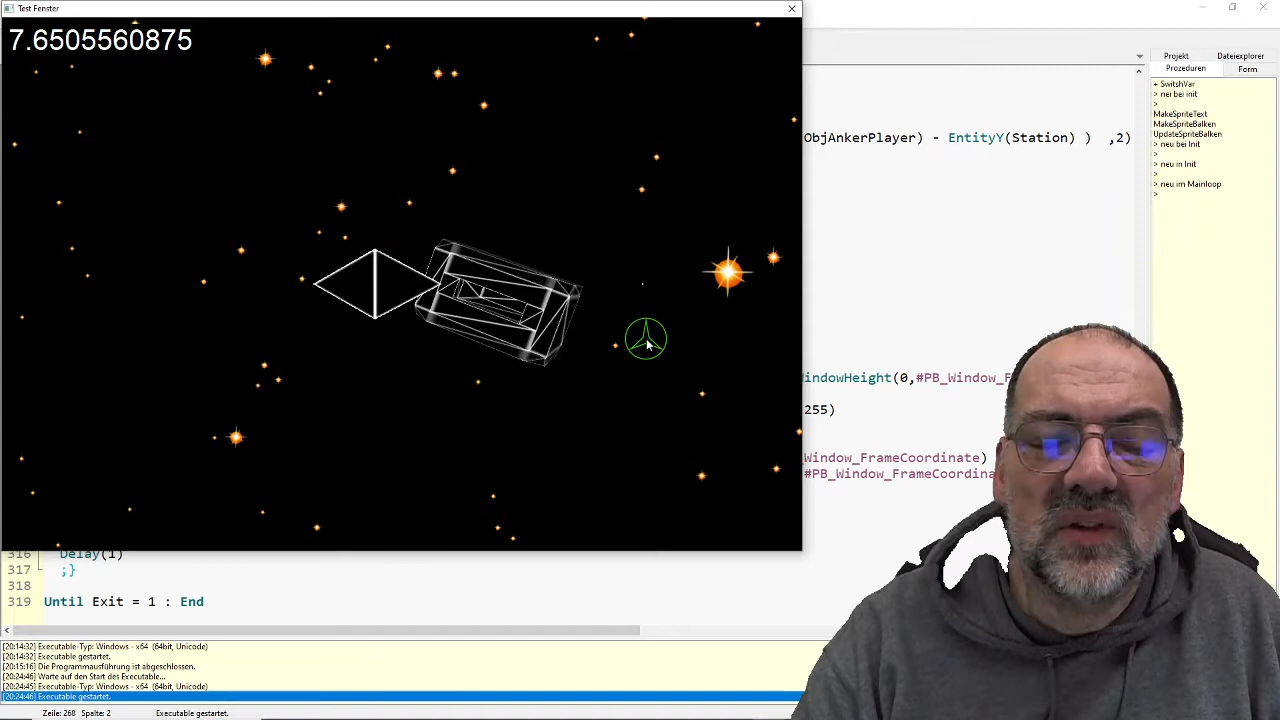 Test Fenster
7.6505560875
Projekt
Dateiexplorer
Prozeduren
Form
+ SwitshVar
> nei bei init
>
MakeSpriteText
MakeSpriteBalken
UpdateSpriteBalken
> neu bei Init
>
> neu in Init
>
> neu im Mainloop
>
ObjAnkerPlayer) - EntityY(Station) ) ,2)
indowHeight(0,#PB_Window_F
255)
_Window_FrameCoordinate)
#PB_Window_FrameCoordina
316 Delay(1)
317 ;}
318
319 Until Exit = 1 : End
[20:14:32] Executable-Typ: Windows - x64 (64bit, Unicode)
[20:14:32] Executable gestartet.
[20:15:16] Die Programmausführung ist abgeschlossen.
[20:24:46] Warte auf den Start des Executable...
[20:24:45] Executable-Typ: Windows - x64 (64bit, Unicode)
[20:24:46] Executable gestartet.
Zeile: 268 Spalte: 2 Executable gestartet.